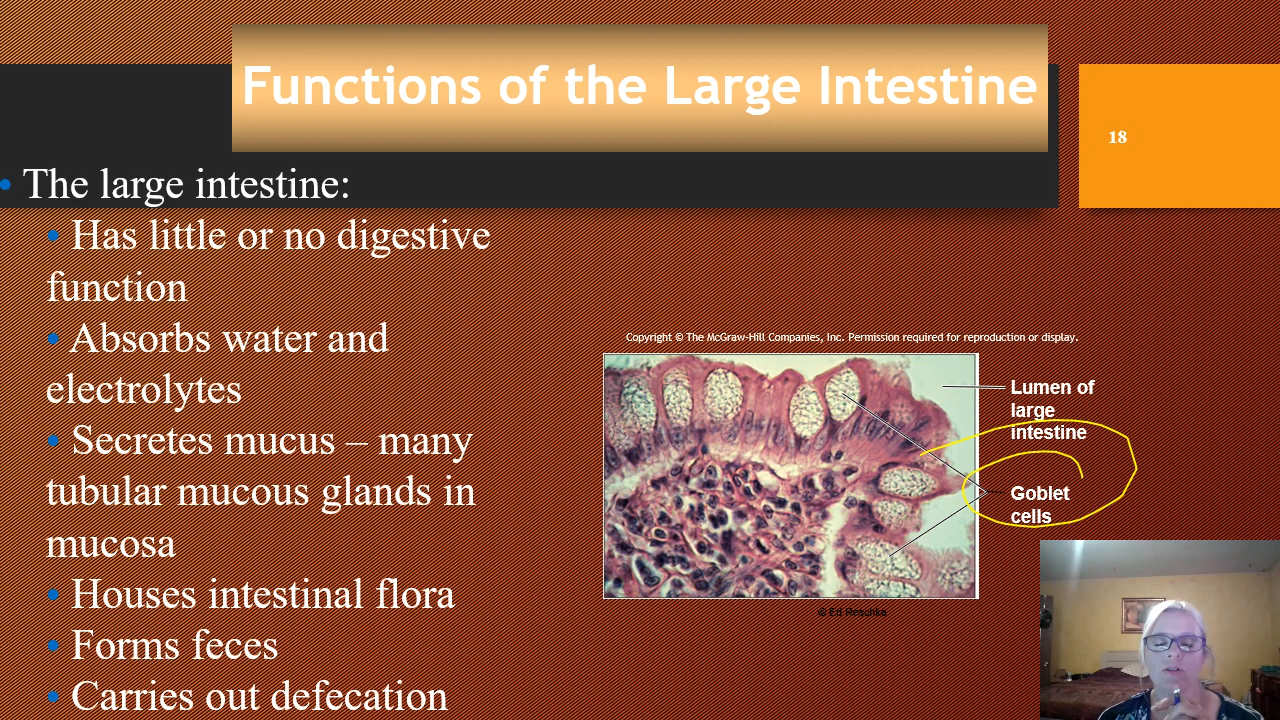 Functions of the Large Intestine
18
• The large intestine:
• Has little or no digestive
function
• Absorbs water and
electrolytes
• Secretes mucus – many
tubular mucous glands in
mucosa
• Houses intestinal flora
• Forms feces
• Carries out defecation
Copyright © The McGraw-Hill Companies, Inc. Permission required for reproduction or display.
Lumen of
large
intestine
Goblet
cells
© Ed Reschke